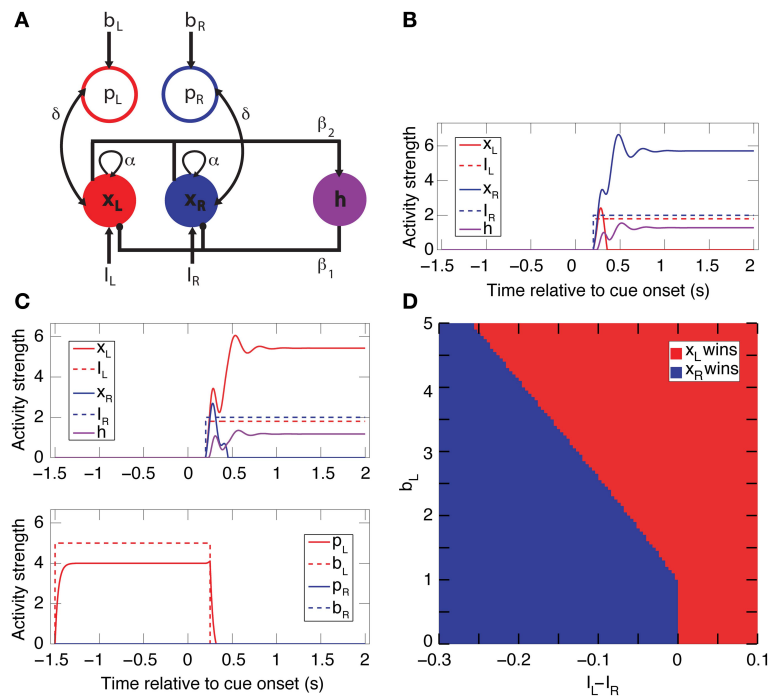 A
b_L
b_R
p_L
p_R
δ
δ
β_2
α
α
x_L
x_R
h
β_1
I_L
I_R
B
Activity strength
6
4
2
0
x_L
I_L
x_R
I_R
h
−1.5 −1 −0.5 0 0.5 1 1.5 2
Time relative to cue onset (s)
C
Activity strength
6
4
2
0
x_L
I_L
x_R
I_R
h
−1.5 −1 −0.5 0 0.5 1 1.5 2
Activity strength
6
4
2
0
p_L
b_L
p_R
b_R
−1.5 −1 −0.5 0 0.5 1 1.5 2
Time relative to cue onset (s)
D
b_L
5
4
3
2
1
0
x_L wins
x_R wins
−0.3 −0.2 −0.1 0 0.1
I_L−I_R